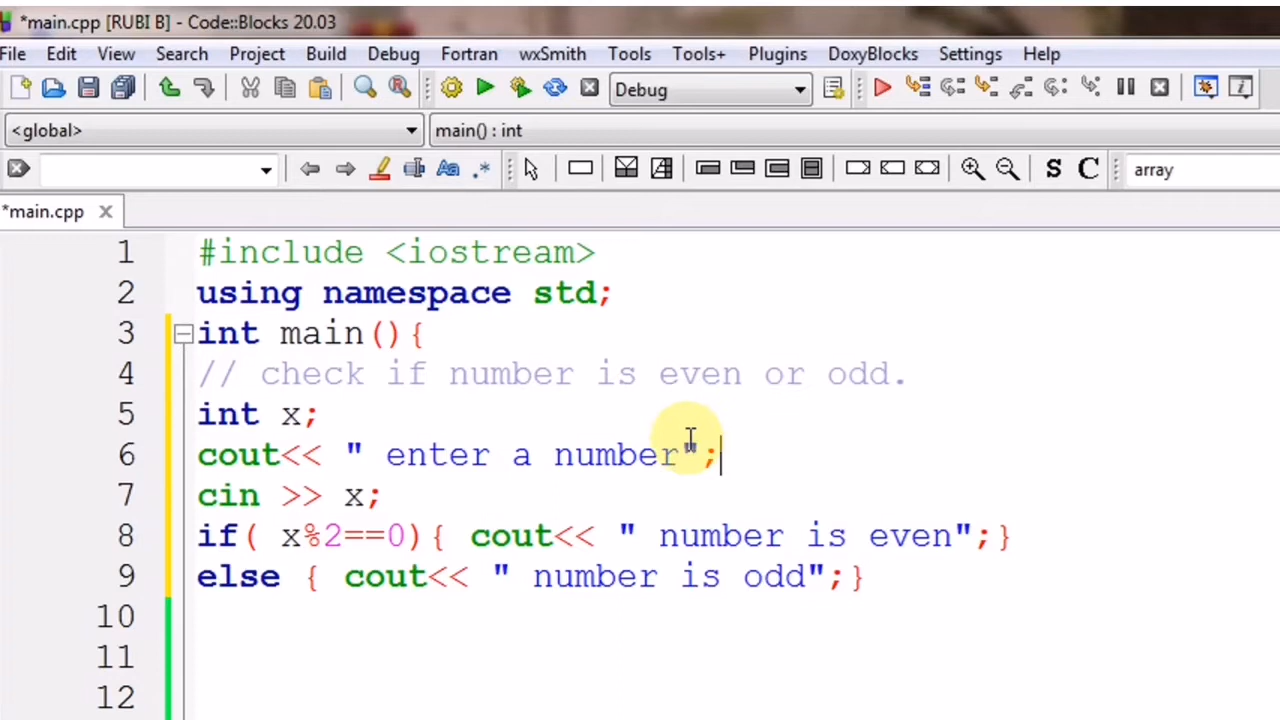 *main.cpp [RUBI B] - Code::Blocks 20.03
File Edit View Search Project Build Debug Fortran wxSmith Tools Tools+ Plugins DoxyBlocks Settings Help
Debug
<global> main() : int
Aa .* S C array
*main.cpp
1 #include <iostream>
2 using namespace std;
3 int main(){
4 // check if number is even or odd.
5 int x;
6 cout<< " enter a number";
7 cin >> x;
8 if( x%2==0){ cout<< " number is even";}
9 else { cout<< " number is odd";}
10
11
12